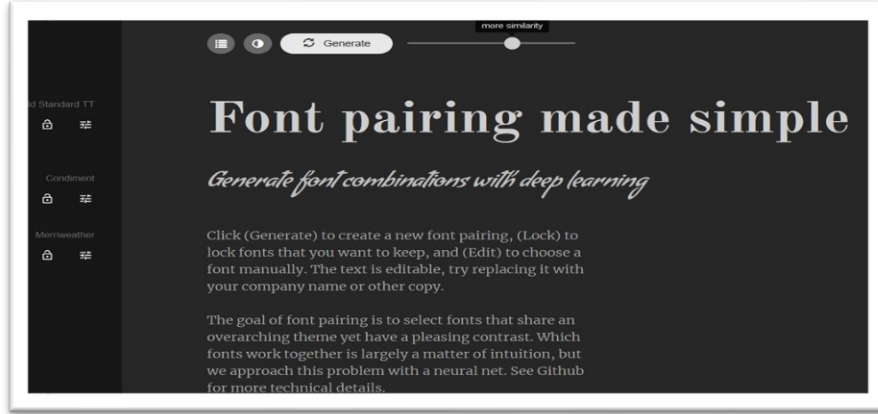 more similarity
Generate
ld Standard TT
Font pairing made simple
Condiment
Generate font combinations with deep learning
Merriweather
Click (Generate) to create a new font pairing, (Lock) to
lock fonts that you want to keep, and (Edit) to choose a
font manually. The text is editable, try replacing it with
your company name or other copy.
The goal of font pairing is to select fonts that share an
overarching theme yet have a pleasing contrast. Which
fonts work together is largely a matter of intuition, but
we approach this problem with a neural net. See Github
for more technical details.